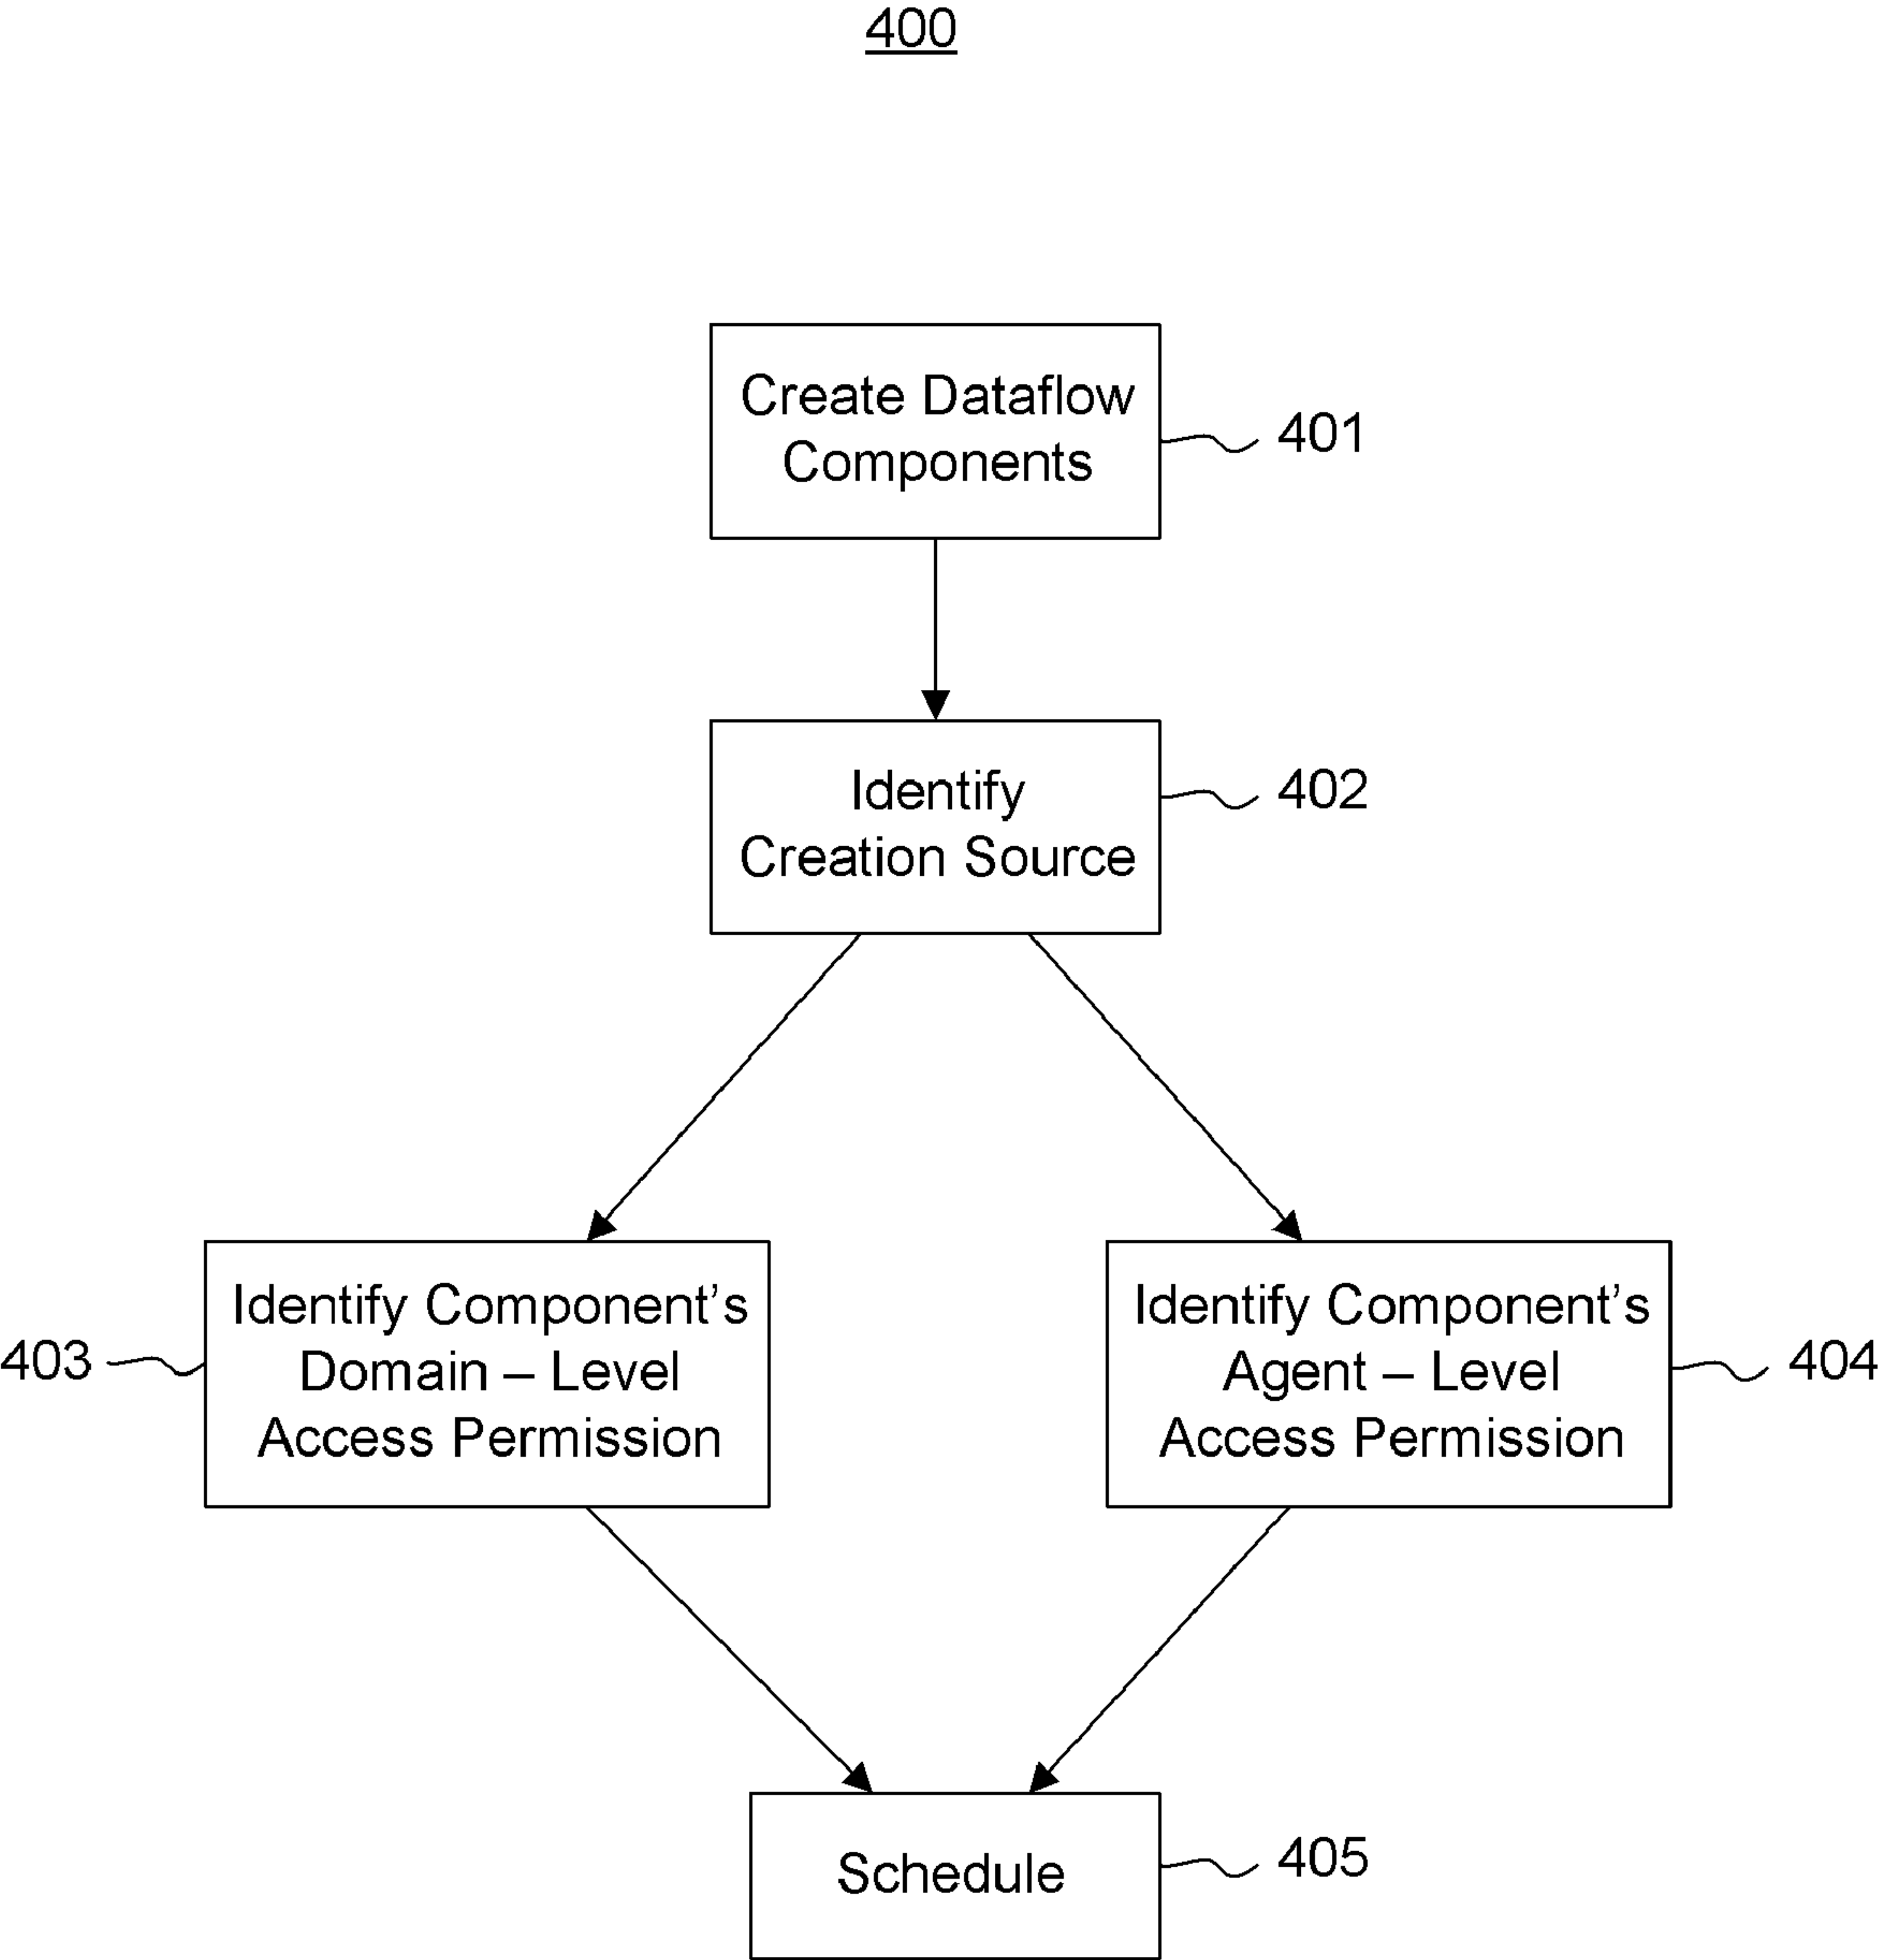 400
Create Dataflow
Components
401
Identify
Creation Source
402
Identify Component’s
Domain – Level
Access Permission
403
Identify Component’s
Agent – Level
Access Permission
404
Schedule
405